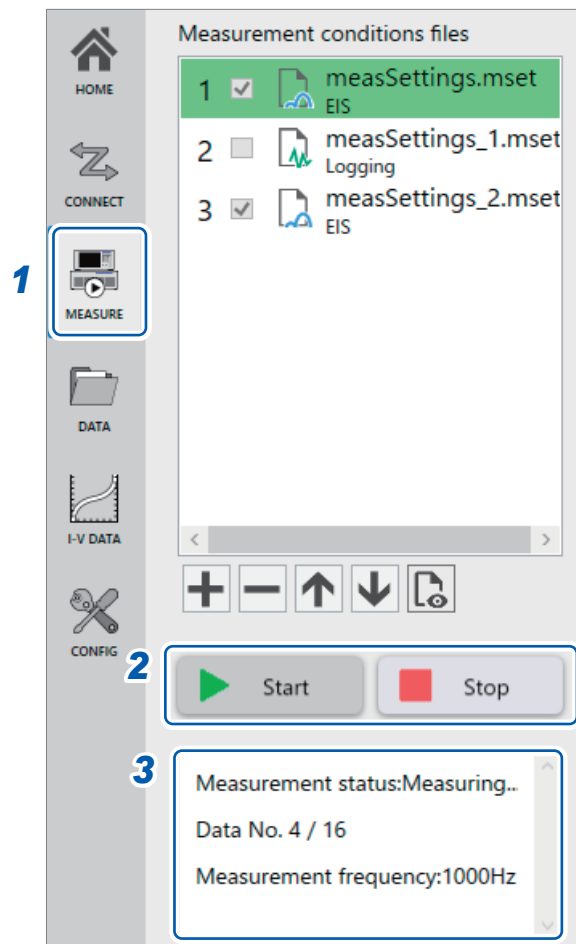 Measurement conditions files
HOME
1 measSettings.mset
EIS
2 measSettings_1.mset
Logging
CONNECT
3 measSettings_2.mset
EIS
1
MEASURE
DATA
I-V DATA
CONFIG
2
Start Stop
3
Measurement status:Measuring..
Data No. 4 / 16
Measurement frequency:1000Hz